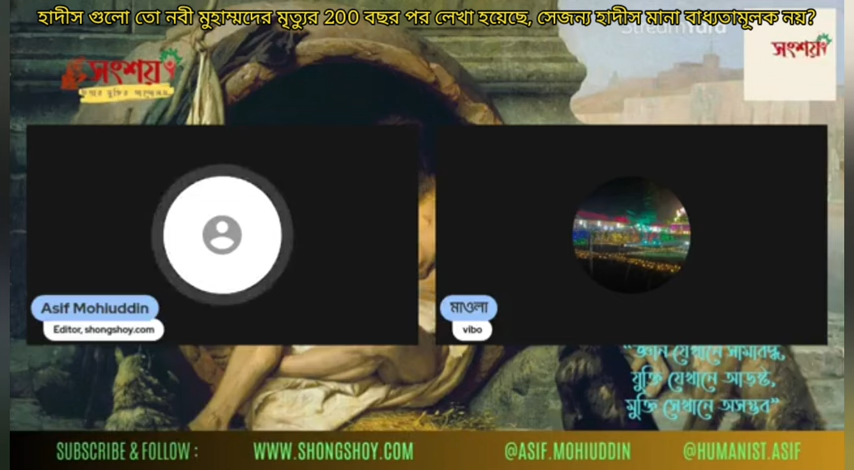 হাদীস গুলো তো নবী মুহাম্মদের মৃত্যুর 200 বছর পর লেখা হয়েছে, সেজন্য হাদীস মানা বাধ্যতামূলক নয়?
StreamYard
সংশয়
সংশয়
Asif Mohiuddin
Editor, shongshoy.com
মাওলা
vibo
"জ্ঞান যেখানে সীমাবদ্ধ,
যুক্তি যেখানে আড়ষ্ট,
মুক্তি সেখানে অসম্ভব"
SUBSCRIBE & FOLLOW :
WWW.SHONGSHOY.COM
@ASIF.MOHIUDDIN
@HUMANIST.ASIF